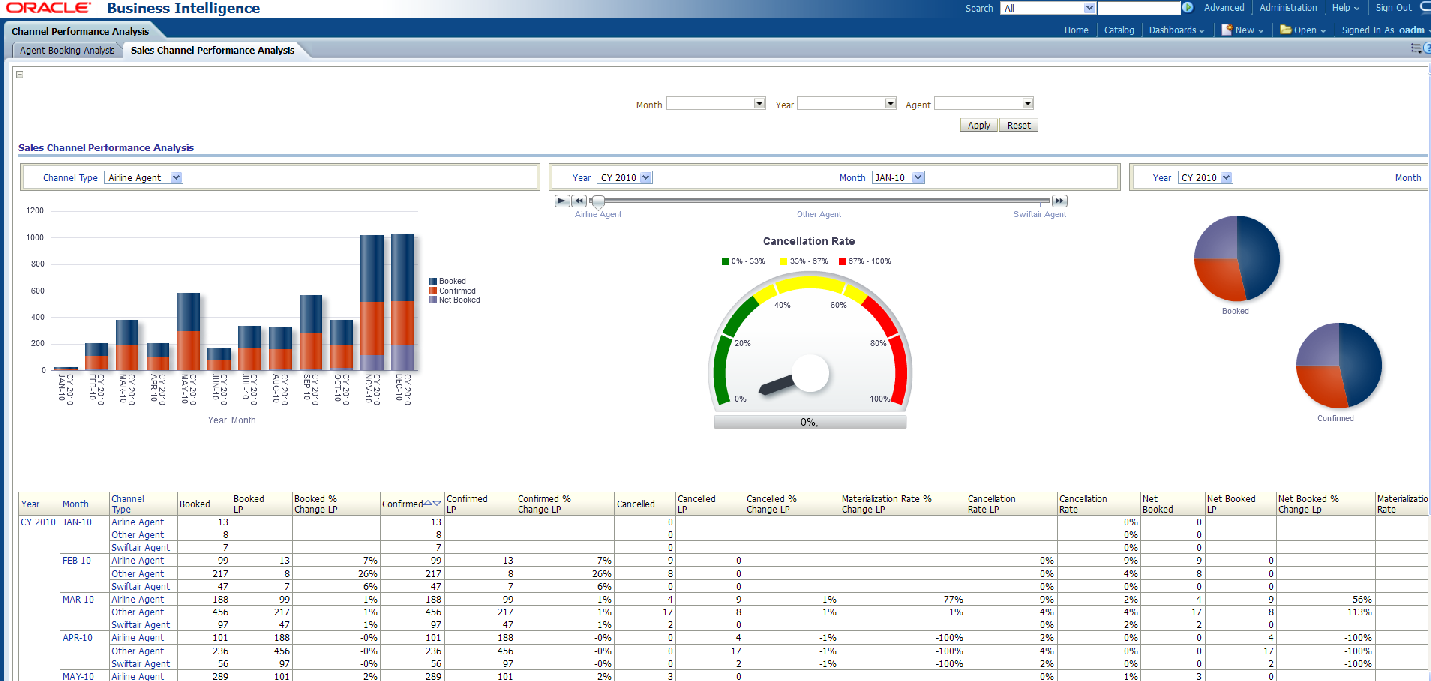 ORACLE Business Intelligence
Search All Advanced Administration Help Sign Out
Channel Performance Analysis
Home Catalog Dashboards New Open Signed In As oadm
Agent Booking Analysis Sales Channel Performance Analysis
Month Year Agent
Apply Reset
Sales Channel Performance Analysis
Channel Type Airline Agent
Year CY 2010 Month JAN-10
Year CY 2010 Month
Airline Agent Other Agent Swiftair Agent
1200
1000
800
600
400
200
0
CY 2010 JAN-10
CY 2010 FEB-10
CY 2010 MAR-10
CY 2010 APR-10
CY 2010 MAY-10
CY 2010 JUN-10
CY 2010 JUL-10
CY 2010 AUG-10
CY 2010 SEP-10
CY 2010 OCT-10
CY 2010 NOV-10
CY 2010 DEC-10
Year Month
Booked
Confirmed
Net Booked
Cancellation Rate
0% - 33% 33% - 67% 67% - 100%
0% 20% 40% 60% 80% 100%
0%,
Booked
Confirmed
Year Month Channel Type Booked Booked LP Booked % Change LP Confirmed Confirmed LP Confirmed % Change LP Cancelled Cancelled LP Cancelled % Change LP Materialization Rate % Change LP Cancellation Rate LP Cancellation Rate Net Booked Net Booked LP Net Booked % Change LP Materializatio Rate
CY 2010 JAN-10 Airline Agent 13 13 0 0% 0
Other Agent 8 8 0 0% 0
Swiftair Agent 7 7 0 0% 0
FEB-10 Airline Agent 99 13 7% 99 13 7% 9 0 0% 9% 9 0
Other Agent 217 8 26% 217 8 26% 8 0 0% 4% 8 0
Swiftair Agent 47 7 6% 47 7 6% 0 0 0% 0% 0 0
MAR-10 Airline Agent 188 99 1% 188 99 1% 4 9 -1% -77% 9% 2% 4 9 -56%
Other Agent 456 217 1% 456 217 1% 17 8 1% 1% 4% 4% 17 8 113%
Swiftair Agent 97 47 1% 97 47 1% 2 0 0% 2% 2 0
APR-10 Airline Agent 101 188 -0% 101 188 -0% 0 4 -1% -100% 2% 0% 0 4 -100%
Other Agent 236 456 -0% 236 456 -0% 0 17 -1% -100% 4% 0% 0 17 -100%
Swiftair Agent 56 97 -0% 56 97 -0% 0 2 -1% -100% 2% 0% 0 2 -100%
MAY-10 Airline Agent 289 101 2% 289 101 2% 3 0 0% 1% 3 0